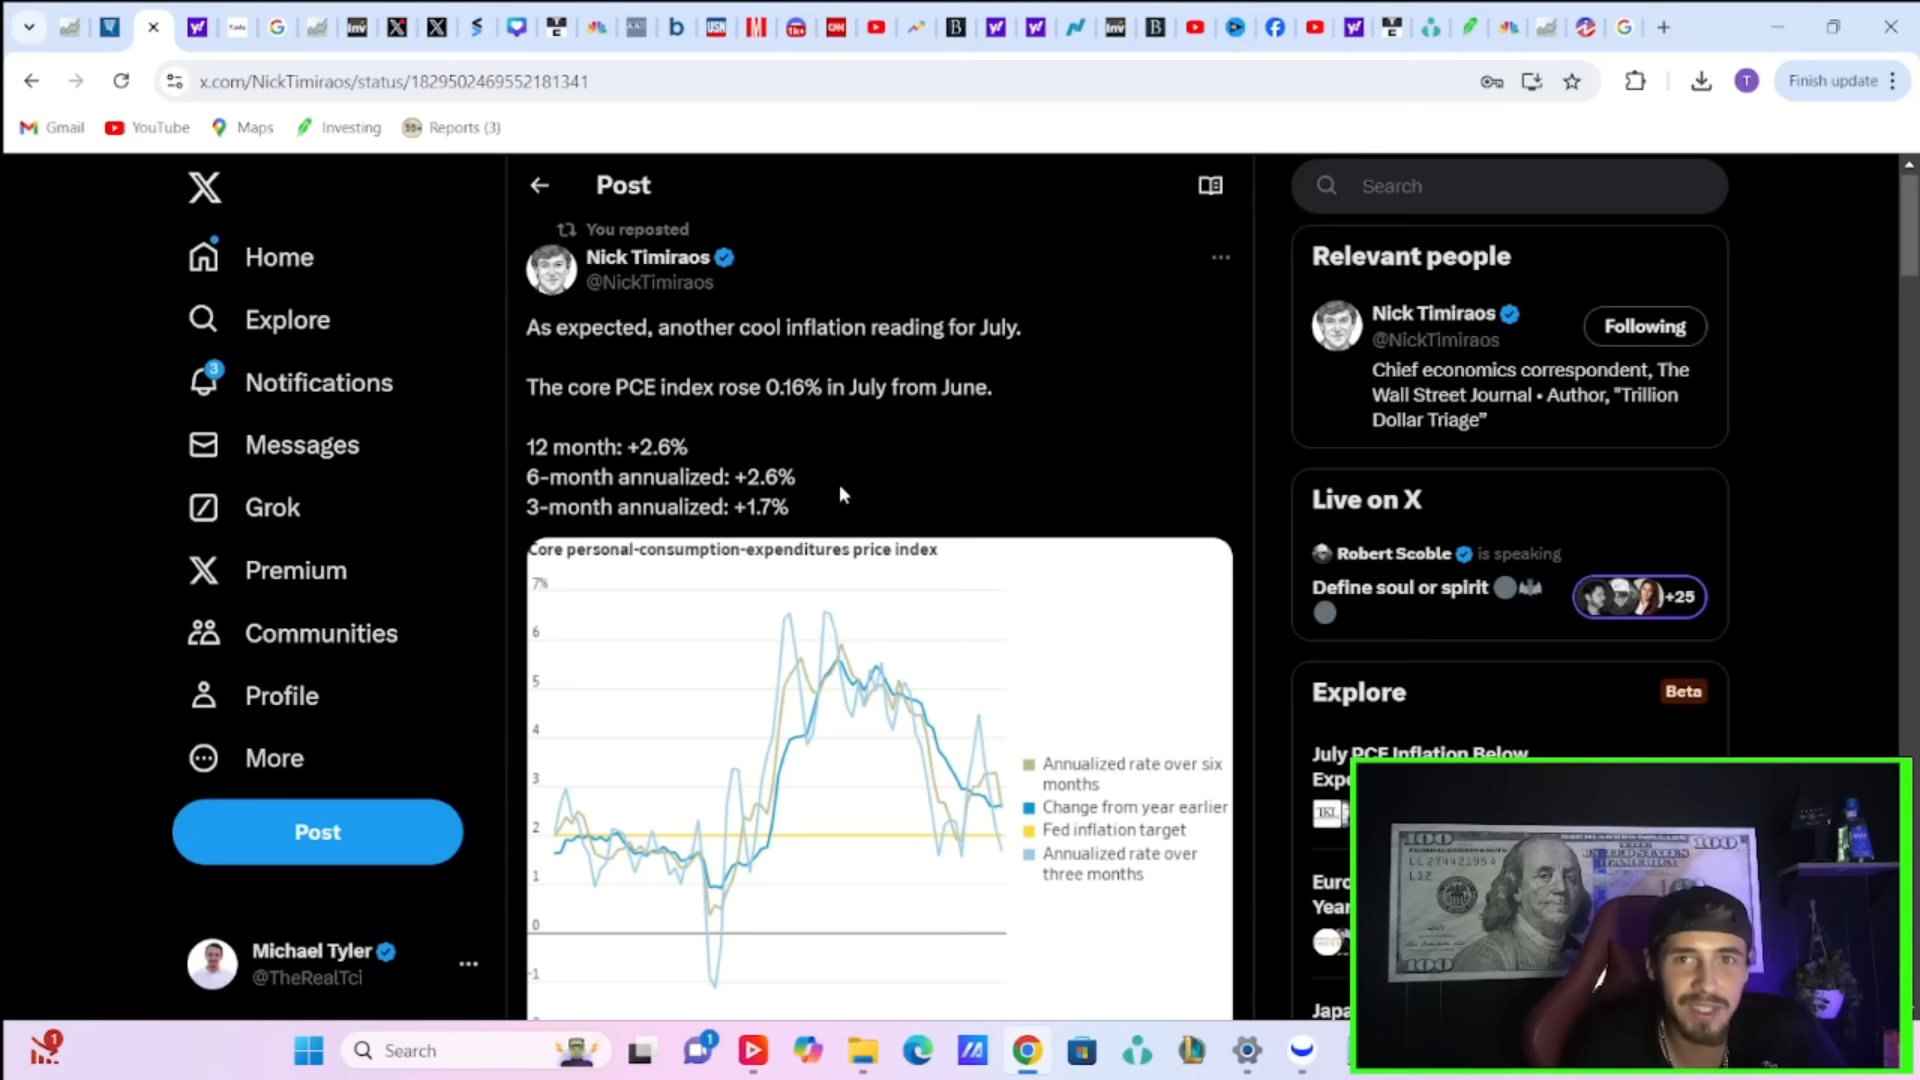 x.com/NickTimiraos/status/1829502469552181341
Finish update
Gmail
YouTube
Maps
Investing
Reports (3)
Home
Explore
Notifications
3
Messages
Grok
Premium
Communities
Profile
More
Post
Michael Tyler
@TheRealTci
Post
You reposted
Nick Timiraos
@NickTimiraos
As expected, another cool inflation reading for July.
The core PCE index rose 0.16% in July from June.
12 month: +2.6%
6-month annualized: +2.6%
3-month annualized: +1.7%
Core personal-consumption-expenditures price index
7%
6
5
4
3
2
1
0
-1
Annualized rate over six
months
Change from year earlier
Fed inflation target
Annualized rate over
three months
Search
Relevant people
Nick Timiraos
@NickTimiraos
Following
Chief economics correspondent, The
Wall Street Journal • Author, "Trillion
Dollar Triage"
Live on X
Robert Scoble is speaking
Define soul or spirit
+25
Explore
Beta
July PCE Inflation Below
100
100
100
Search
1
1
T